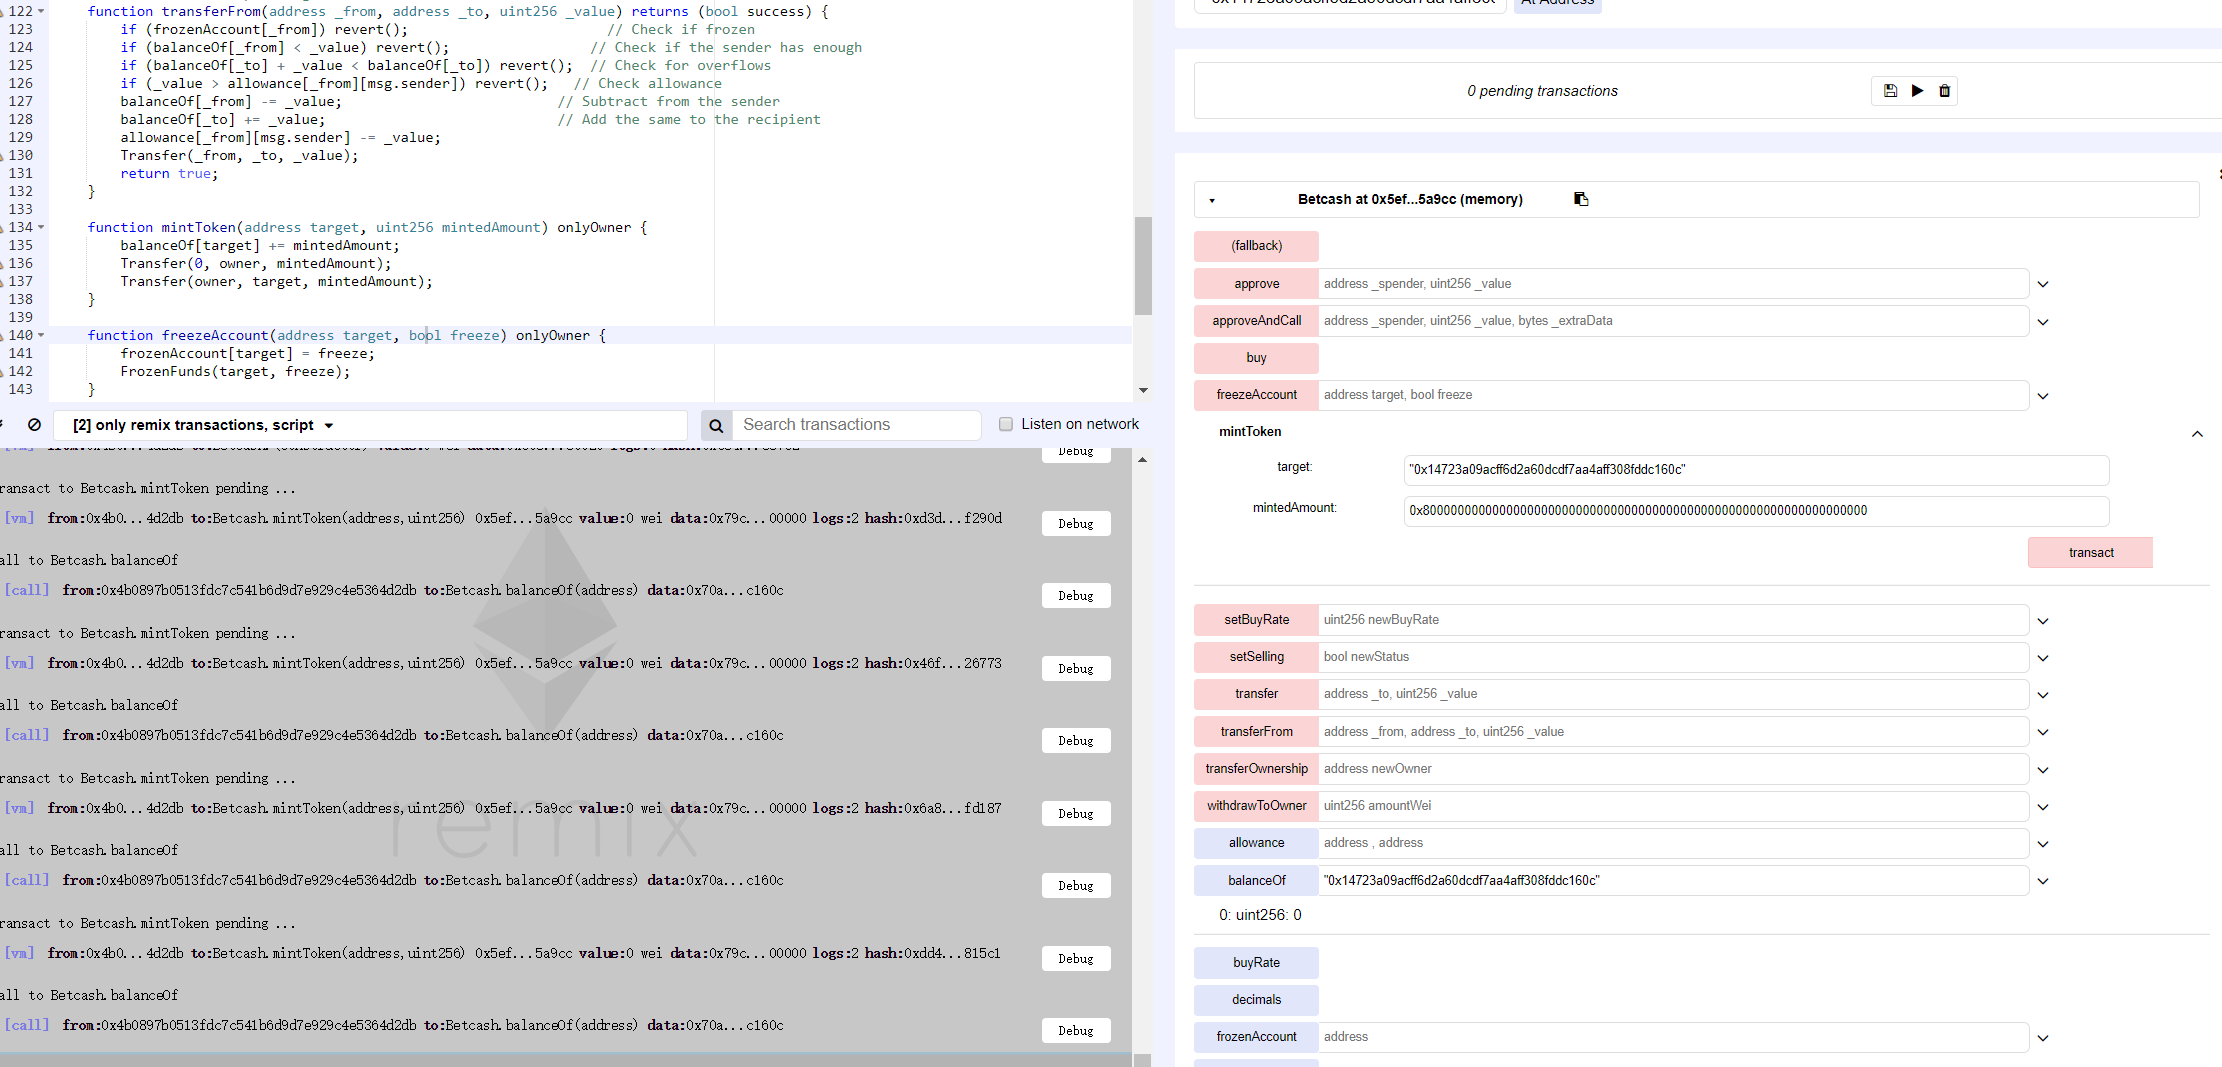 122 function transferFrom(address _from, address _to, uint256 _value) returns (bool success) {
123 if (frozenAccount[_from]) revert(); // Check if frozen
124 if (balanceOf[_from] < _value) revert(); // Check if the sender has enough
125 if (balanceOf[_to] + _value < balanceOf[_to]) revert(); // Check for overflows
126 if (_value > allowance[_from][msg.sender]) revert(); // Check allowance
127 balanceOf[_from] -= _value; // Subtract from the sender
128 balanceOf[_to] += _value; // Add the same to the recipient
129 allowance[_from][msg.sender] -= _value;
130 Transfer(_from, _to, _value);
131 return true;
132 }
133
134 function mintToken(address target, uint256 mintedAmount) onlyOwner {
135 balanceOf[target] += mintedAmount;
136 Transfer(0, owner, mintedAmount);
137 Transfer(owner, target, mintedAmount);
138 }
139
140 function freezeAccount(address target, bool freeze) onlyOwner {
141 frozenAccount[target] = freeze;
142 FrozenFunds(target, freeze);
143 }
[2] only remix transactions, script
Search transactions
Listen on network
Debug
ransact to Betcash.mintToken pending ...
[vm] from:0x4b0...4d2db to:Betcash.mintToken(address,uint256) 0x5ef...5a9cc value:0 wei data:0x79c...00000 logs:2 hash:0xd3d...f290d
Debug
all to Betcash.balanceOf
[call] from:0x4b0897b0513fdc7c541b6d9d7e929c4e5364d2db to:Betcash.balanceOf(address) data:0x70a...c160c
Debug
ransact to Betcash.mintToken pending ...
[vm] from:0x4b0...4d2db to:Betcash.mintToken(address,uint256) 0x5ef...5a9cc value:0 wei data:0x79c...00000 logs:2 hash:0x46f...26773
Debug
all to Betcash.balanceOf
[call] from:0x4b0897b0513fdc7c541b6d9d7e929c4e5364d2db to:Betcash.balanceOf(address) data:0x70a...c160c
Debug
ransact to Betcash.mintToken pending ...
[vm] from:0x4b0...4d2db to:Betcash.mintToken(address,uint256) 0x5ef...5a9cc value:0 wei data:0x79c...00000 logs:2 hash:0x6a8...fd187
Debug
remix
all to Betcash.balanceOf
[call] from:0x4b0897b0513fdc7c541b6d9d7e929c4e5364d2db to:Betcash.balanceOf(address) data:0x70a...c160c
Debug
ransact to Betcash.mintToken pending ...
[vm] from:0x4b0...4d2db to:Betcash.mintToken(address,uint256) 0x5ef...5a9cc value:0 wei data:0x79c...00000 logs:2 hash:0xdd4...815c1
Debug
all to Betcash.balanceOf
[call] from:0x4b0897b0513fdc7c541b6d9d7e929c4e5364d2db to:Betcash.balanceOf(address) data:0x70a...c160c
Debug
At Address
0 pending transactions
Betcash at 0x5ef...5a9cc (memory)
(fallback)
approve address _spender, uint256 _value
approveAndCall address _spender, uint256 _value, bytes _extraData
buy
freezeAccount address target, bool freeze
mintToken
target: "0x14723a09acff6d2a60dcdf7aa4aff308fddc160c"
mintedAmount: 0x8000000000000000000000000000000000000000000000000000000000000000
transact
setBuyRate uint256 newBuyRate
setSelling bool newStatus
transfer address _to, uint256 _value
transferFrom address _from, address _to, uint256 _value
transferOwnership address newOwner
withdrawToOwner uint256 amountWei
allowance address , address
balanceOf "0x14723a09acff6d2a60dcdf7aa4aff308fddc160c"
0: uint256: 0
buyRate
decimals
frozenAccount address